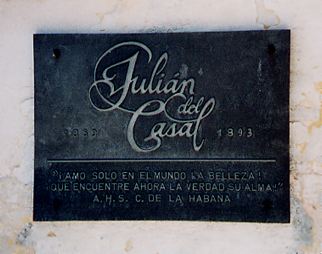 Julián
del
Casal
1893
"¡AMO SOLO EN EL MUNDO LA BELLEZA!
¡QUE ENCUENTRE AHORA LA VERDAD SU ALMA!"
A.H.S.C. DE LA HABANA